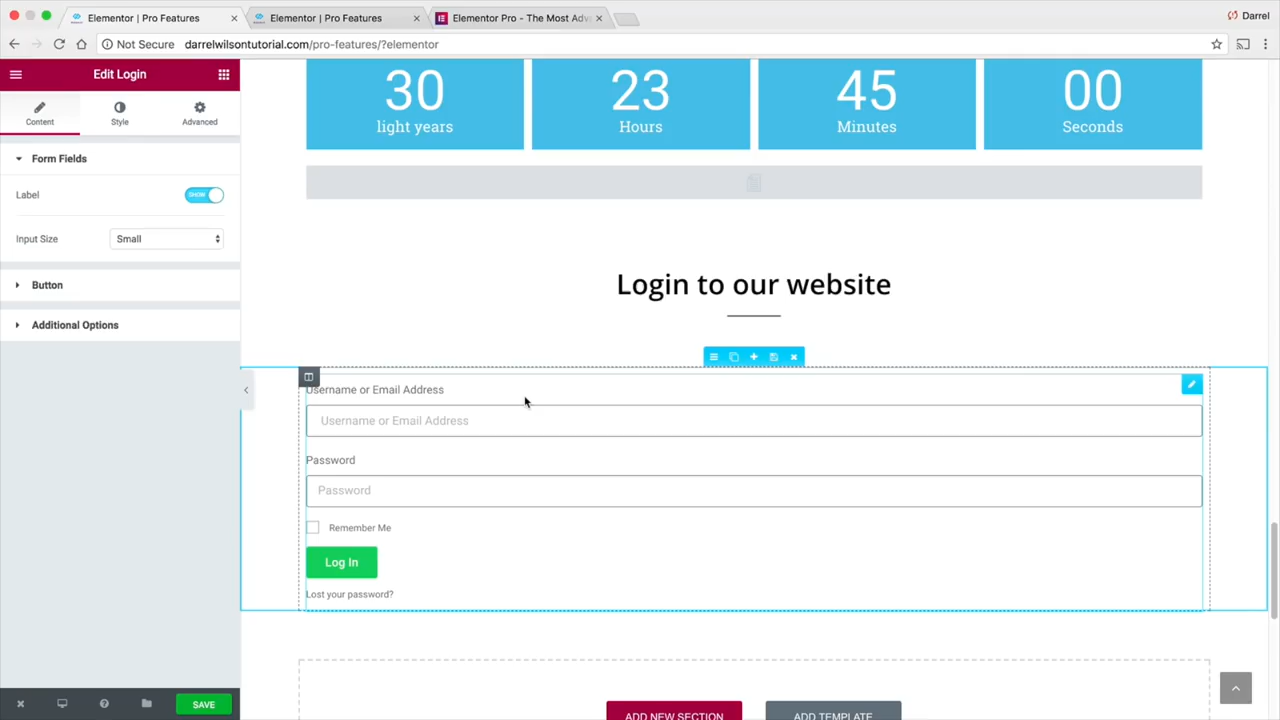 Elementor | Pro Features
Elementor | Pro Features
Elementor Pro - The Most Adv
Darrel
Not Secure
darrelwilsontutorial.com/pro-features/?elementor
Edit Login
Content
Style
Advanced
Form Fields
Label
SHOW
Input Size
Small
Button
Additional Options
SAVE
30
23
45
00
light years
Hours
Minutes
Seconds
Login to our website
Username or Email Address
Username or Email Address
Password
Password
Remember Me
Log In
Lost your password?
ADD NEW SECTION
ADD TEMPLATE